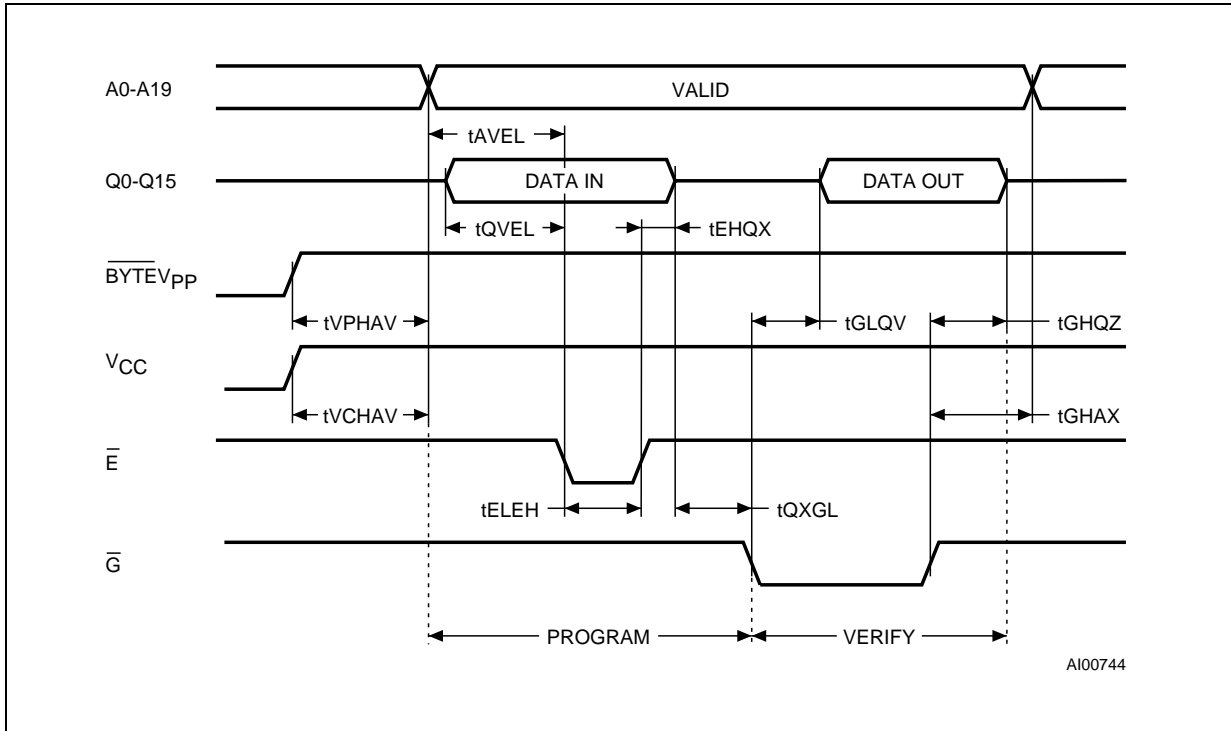 A0-A19
VALID
tAVEL
Q0-Q15
DATA IN
DATA OUT
tQVEL
tEHQX
B̅Y̅T̅E̅VPP
tVPHAV
tGLQV
tGHQZ
VCC
tVCHAV
tGHAX
E̅
tELEH
tQXGL
G̅
PROGRAM
VERIFY
AI00744